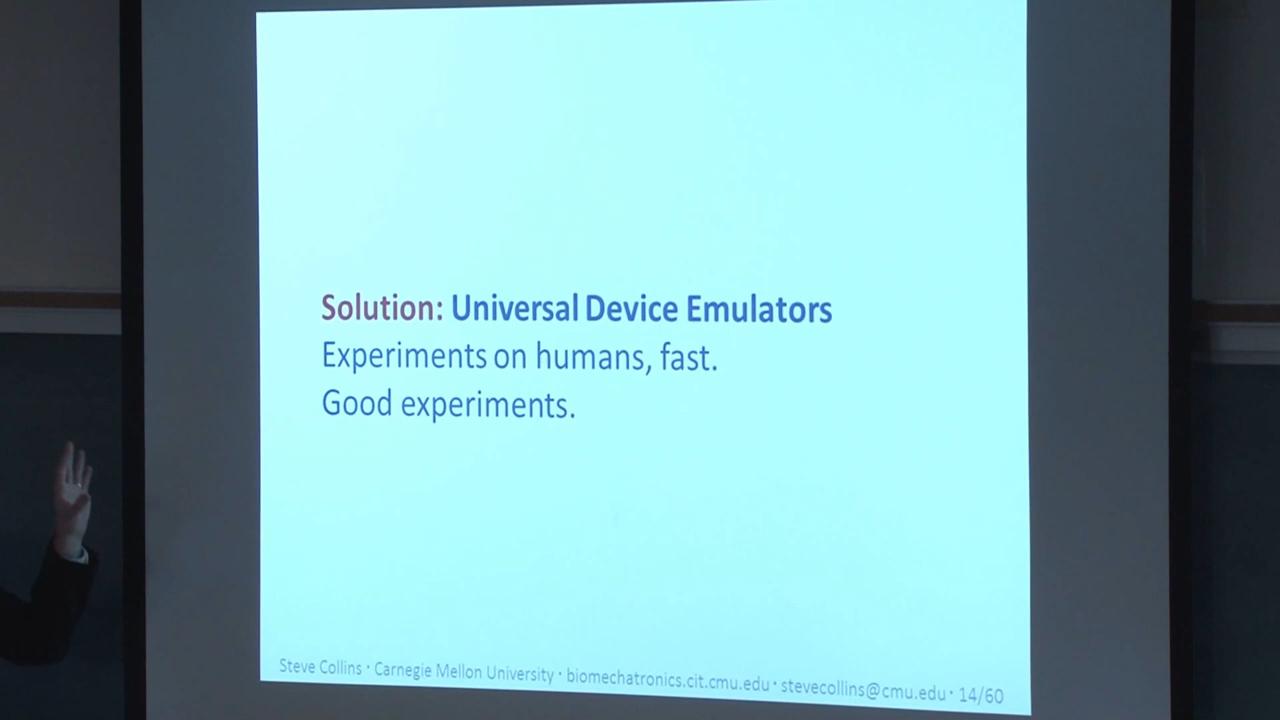 Solution: Universal Device Emulators
Experiments on humans, fast.
Good experiments.
Steve Collins · Carnegie Mellon University · biomechatronics.cit.cmu.edu · stevecollins@cmu.edu · 14/60